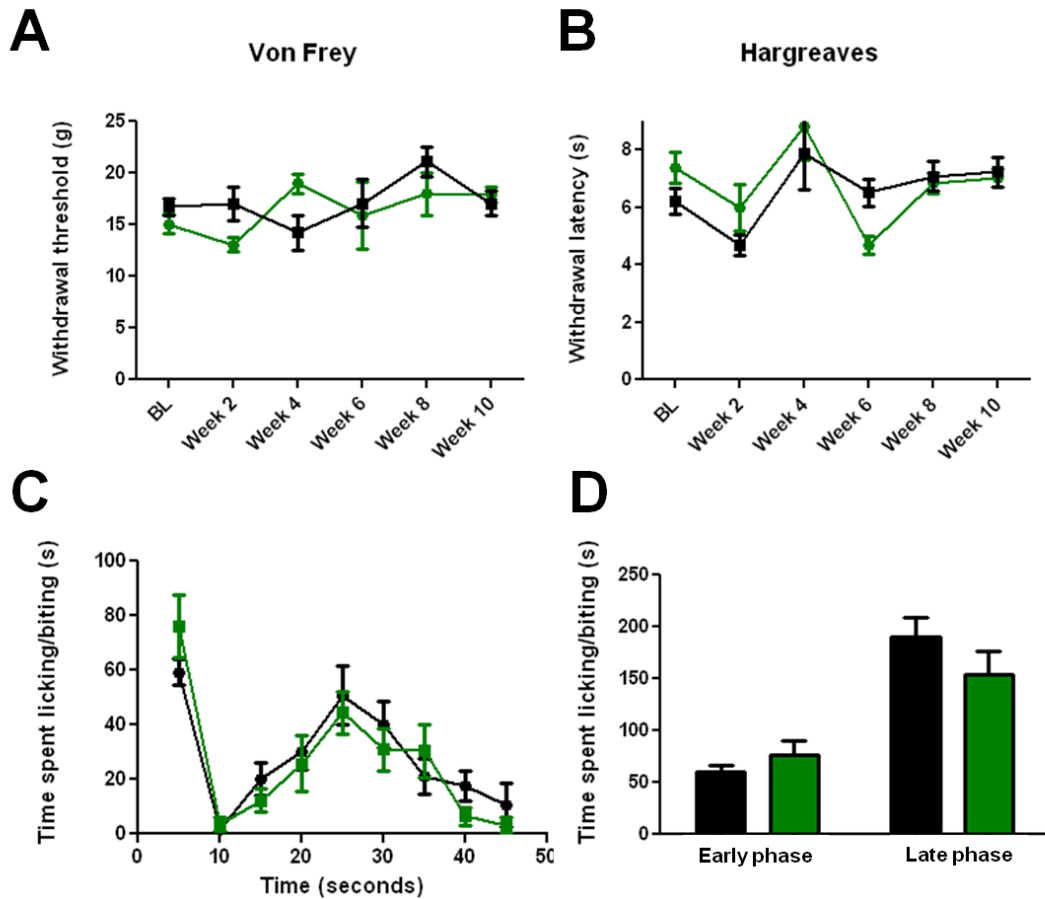 A
Von Frey
Withdrawal threshold (g)
25
20
15
10
5
0
BL
Week 2
Week 4
Week 6
Week 8
Week 10
B
Hargreaves
Withdrawal latency (s)
8
6
4
2
0
BL
Week 2
Week 4
Week 6
Week 8
Week 10
C
Time spent licking/biting (s)
100
80
60
40
20
0
0
10
20
30
40
50
Time (seconds)
D
Time spent licking/biting (s)
250
200
150
100
50
0
Early phase
Late phase